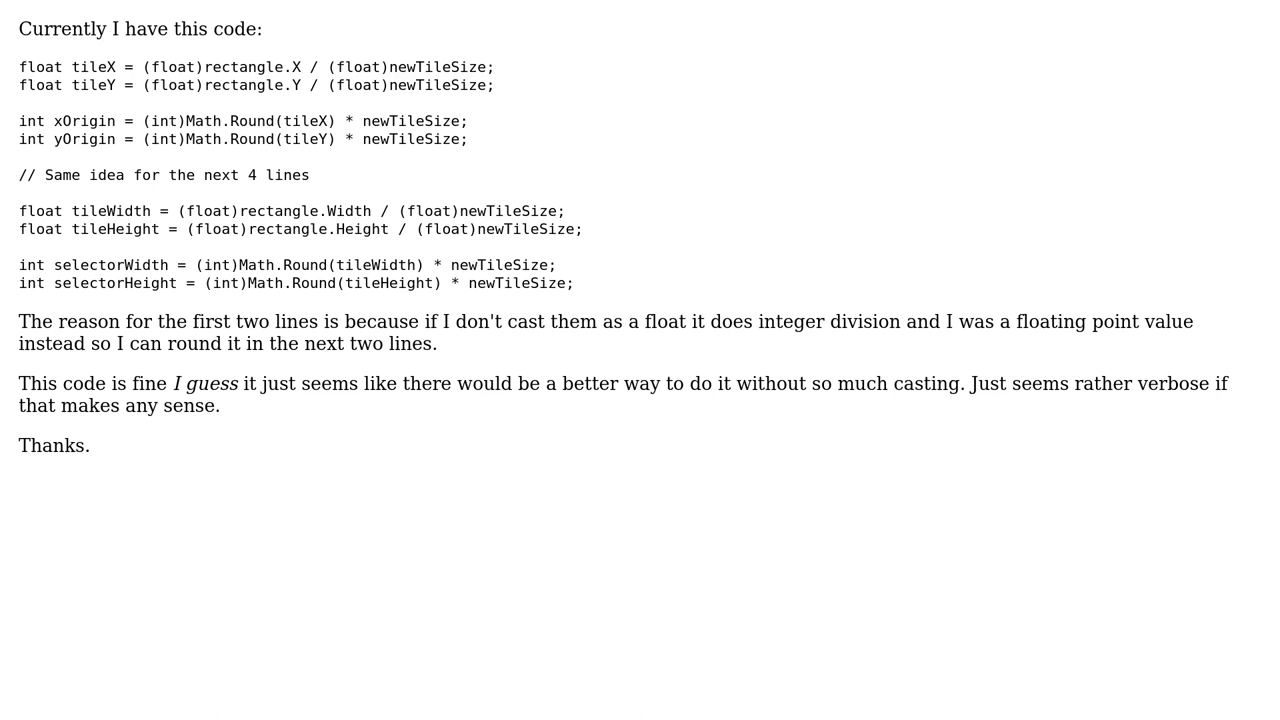 Currently I have this code:
float tileX = (float)rectangle.X / (float)newTileSize;
float tileY = (float)rectangle.Y / (float)newTileSize;
int xOrigin = (int)Math.Round(tileX) * newTileSize;
int yOrigin = (int)Math.Round(tileY) * newTileSize;
// Same idea for the next 4 lines
float tileWidth = (float)rectangle.Width / (float)newTileSize;
float tileHeight = (float)rectangle.Height / (float)newTileSize;
int selectorWidth = (int)Math.Round(tileWidth) * newTileSize;
int selectorHeight = (int)Math.Round(tileHeight) * newTileSize;
The reason for the first two lines is because if I don't cast them as a float it does integer division and I was a floating point value
instead so I can round it in the next two lines.
This code is fine I guess it just seems like there would be a better way to do it without so much casting. Just seems rather verbose if
that makes any sense.
Thanks.